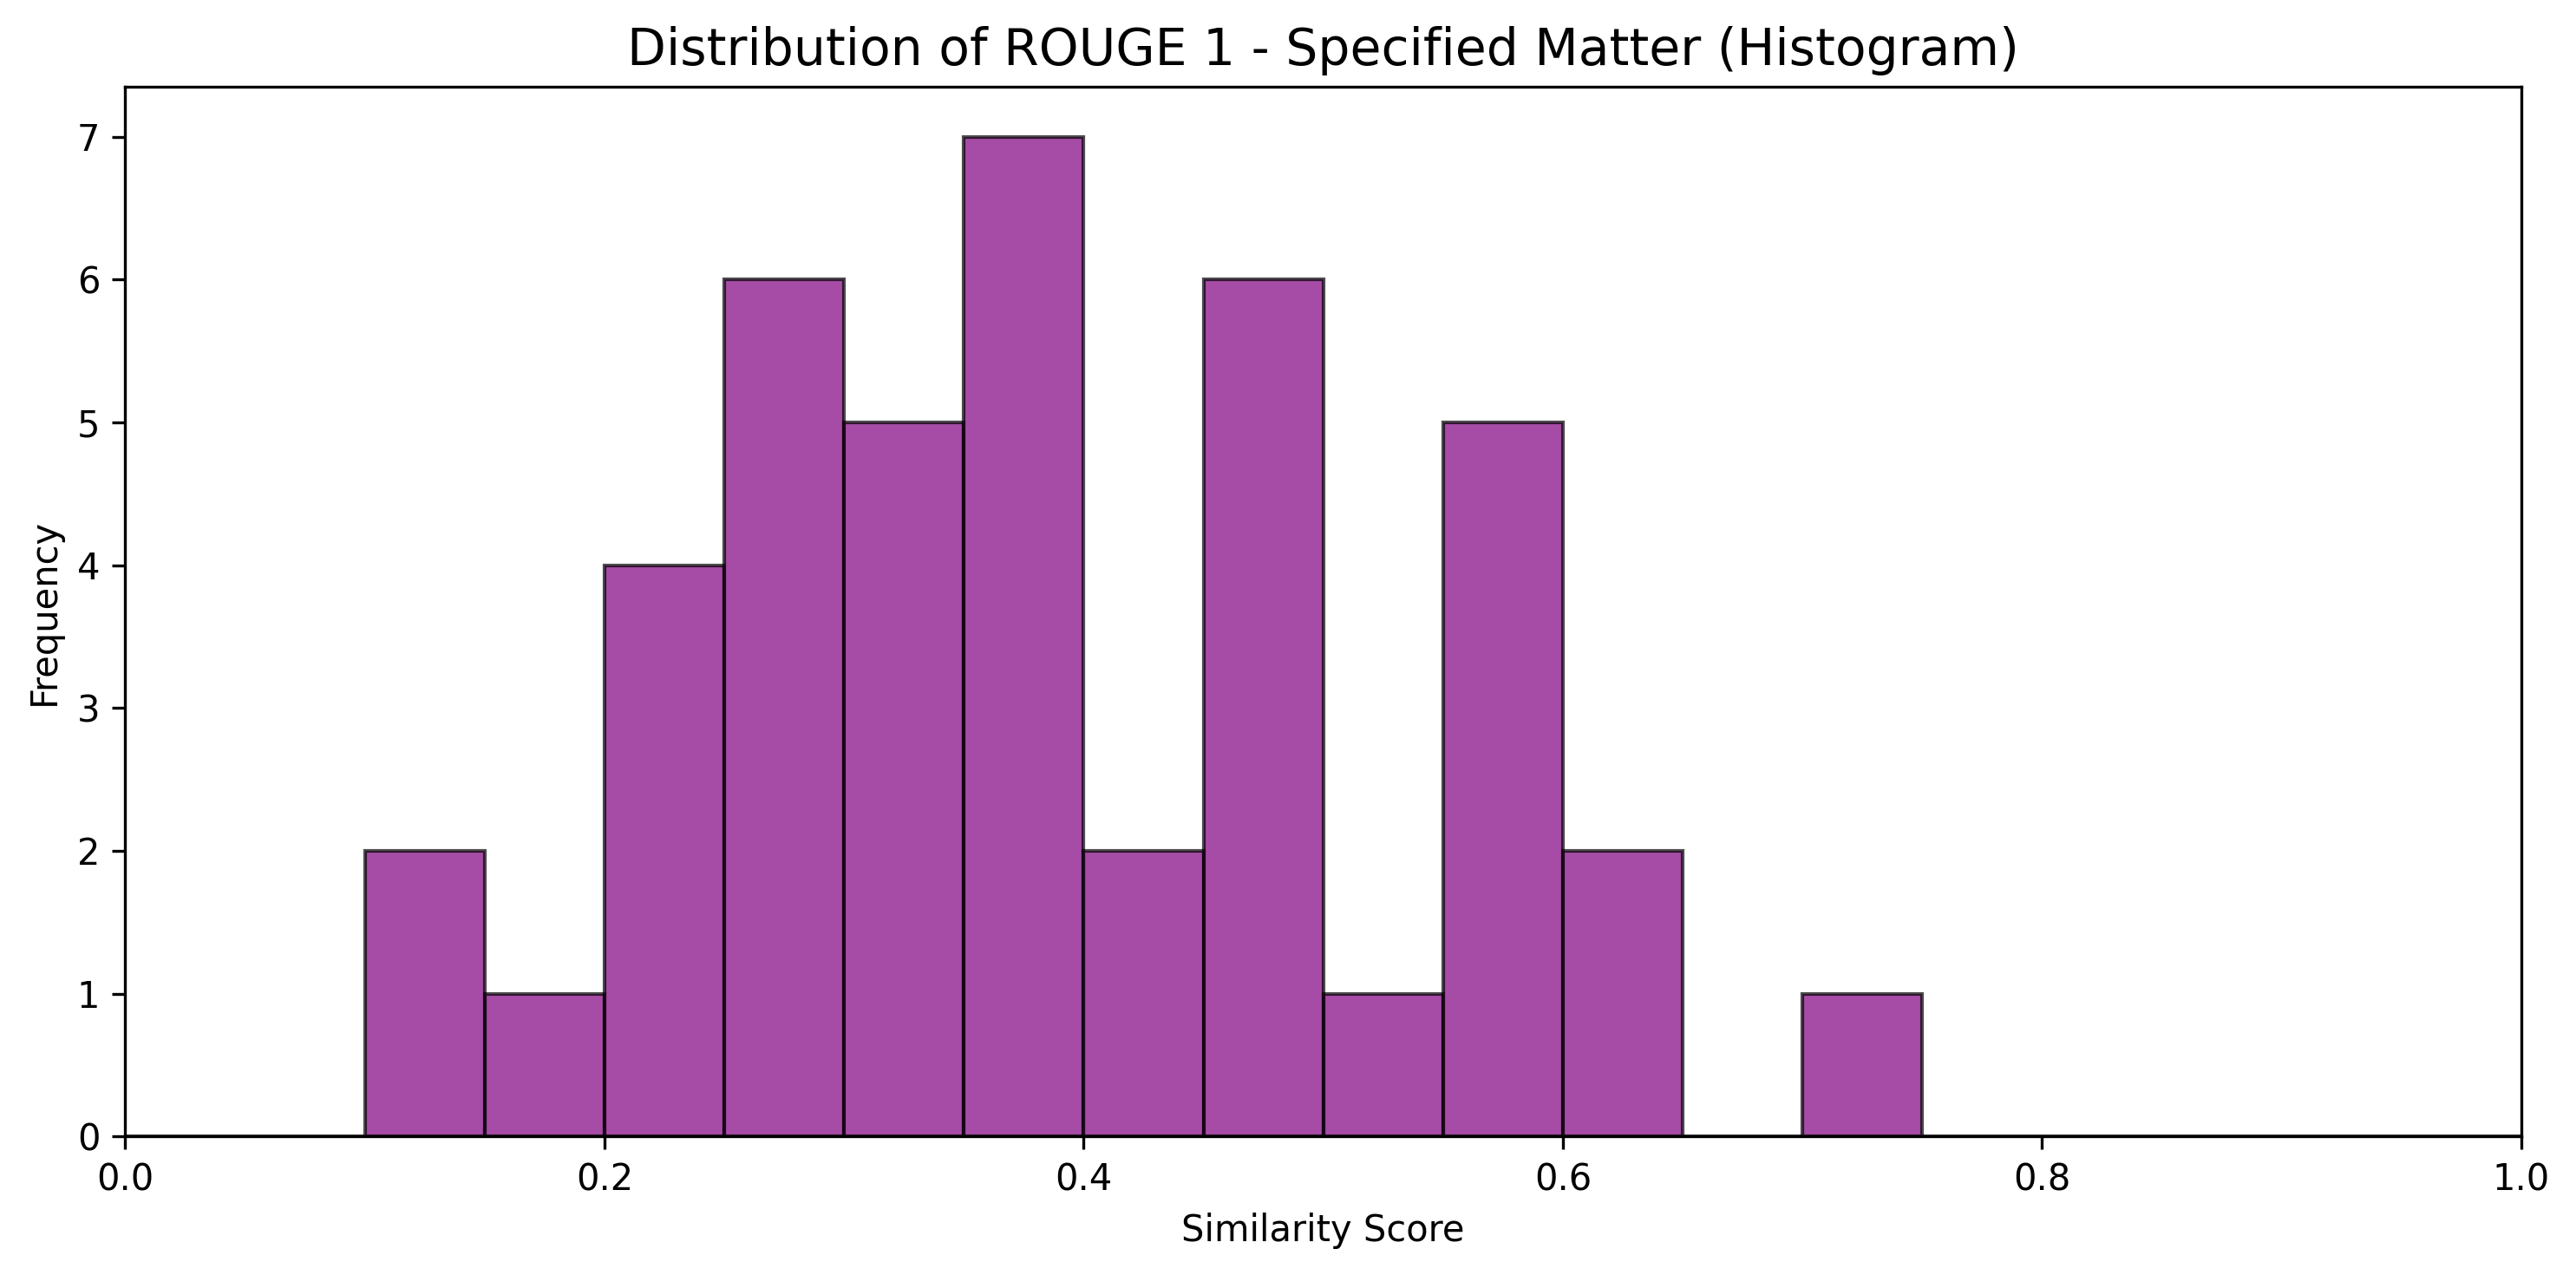 Distribution of ROUGE 1 - Specified Matter (Histogram)
7
6
5
4
3
2
1
0
Frequency
0.0 0.2 0.4 0.6 0.8 1.0
Similarity Score